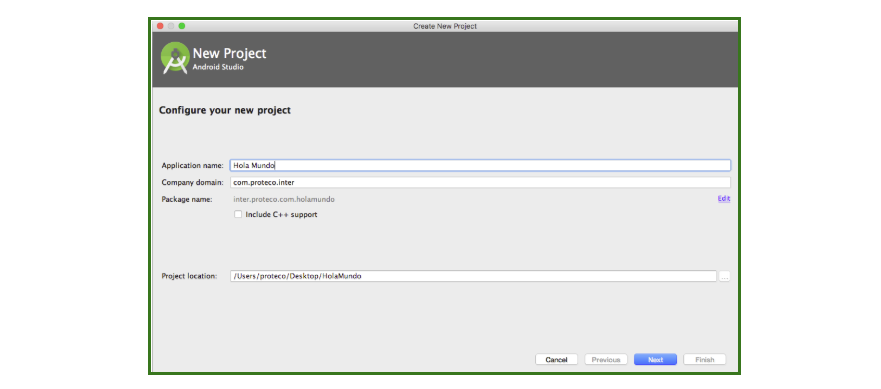 Create New Project
New Project
Android Studio
Configure your new project
Application name: Hola Mundo
Company domain: com.proteco.inter
Package name: inter.proteco.com.holamundo Edit
Include C++ support
Project location: /Users/proteco/Desktop/HolaMundo ...
Cancel Previous Next Finish